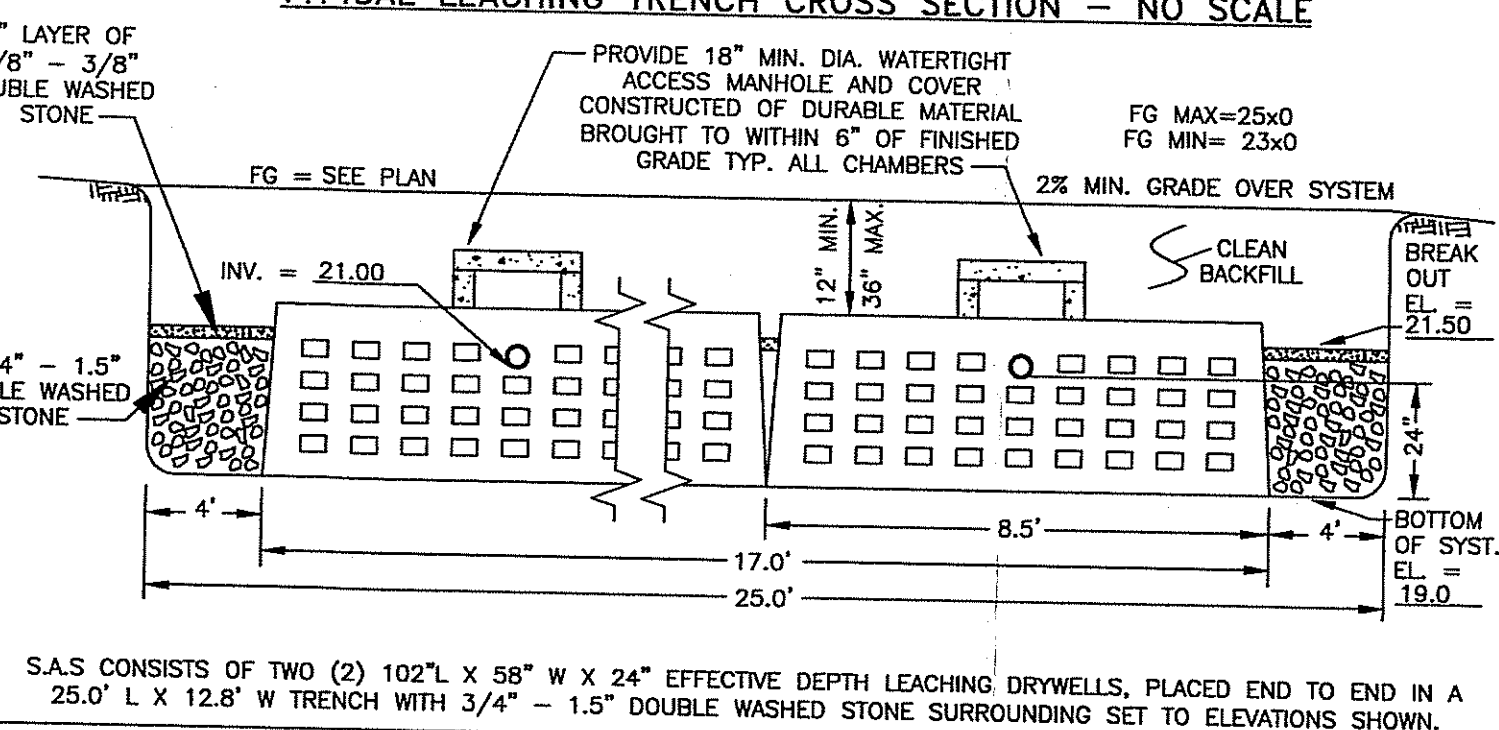 LEACHING TRENCH CROSS SECTION – NO SCALE
LAYER OF
/8" – 3/8"
WASHED
STONE
PROVIDE 18" MIN. DIA. WATERTIGHT
ACCESS MANHOLE AND COVER
CONSTRUCTED OF DURABLE MATERIAL
BROUGHT TO WITHIN 6" OF FINISHED
GRADE TYP. ALL CHAMBERS
FG MAX=25x0
FG MIN= 23x0
FG = SEE PLAN
2% MIN. GRADE OVER SYSTEM
INV. = 21.00
12" MIN.
36" MAX.
CLEAN
BACKFILL
BREAK
OUT
EL. =
21.50
4" – 1.5"
WASHED
STONE
24"
4'
8.5'
4'
17.0'
25.0'
BOTTOM
OF SYST.
EL. =
19.0
S.A.S CONSISTS OF TWO (2) 102"L X 58" W X 24" EFFECTIVE DEPTH LEACHING DRYWELLS, PLACED END TO END IN A
25.0' L X 12.8' W TRENCH WITH 3/4" – 1.5" DOUBLE WASHED STONE SURROUNDING SET TO ELEVATIONS SHOWN.